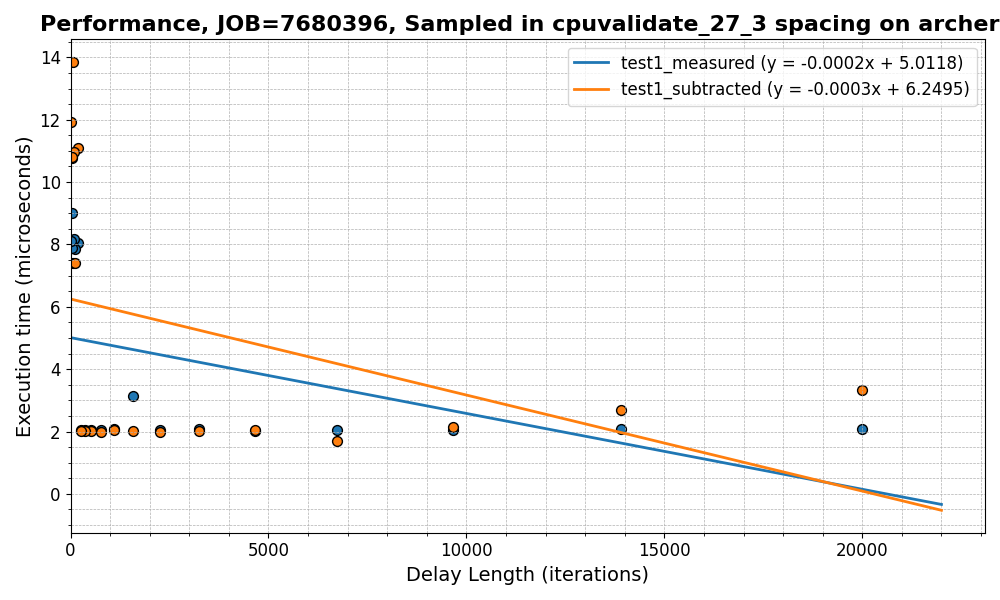 Performance, JOB=7680396, Sampled in cpuvalidate_27_3 spacing on archer
test1_measured (y = -0.0002x + 5.0118)
test1_subtracted (y = -0.0003x + 6.2495)
Execution time (microseconds)
14
12
10
8
6
4
2
0
0
5000
10000
15000
20000
Delay Length (iterations)